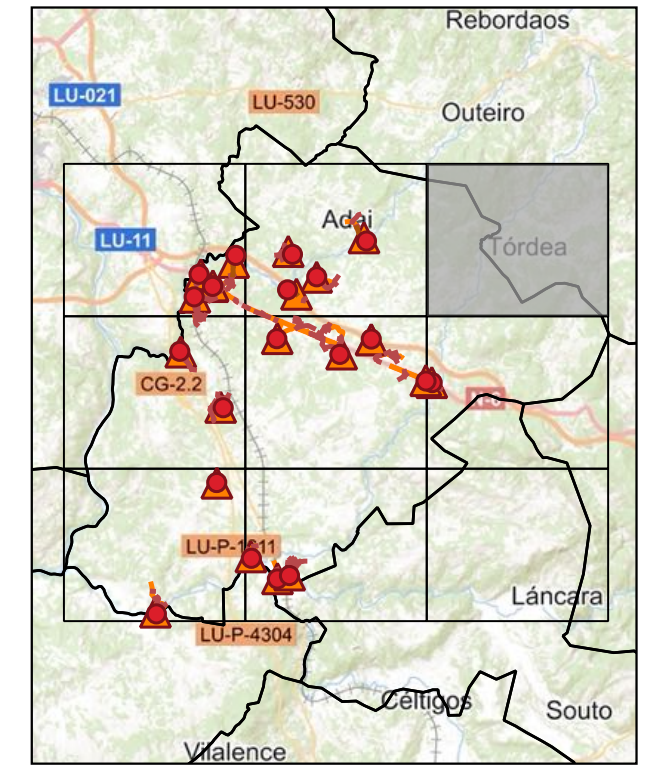 Rebordaos
LU-021
LU-530
Outeiro
Adai
LU-11
Tórdea
CG-2.2
LU-P-1611
Láncara
LU-P-4304
Céltigos
Souto
Vilalence